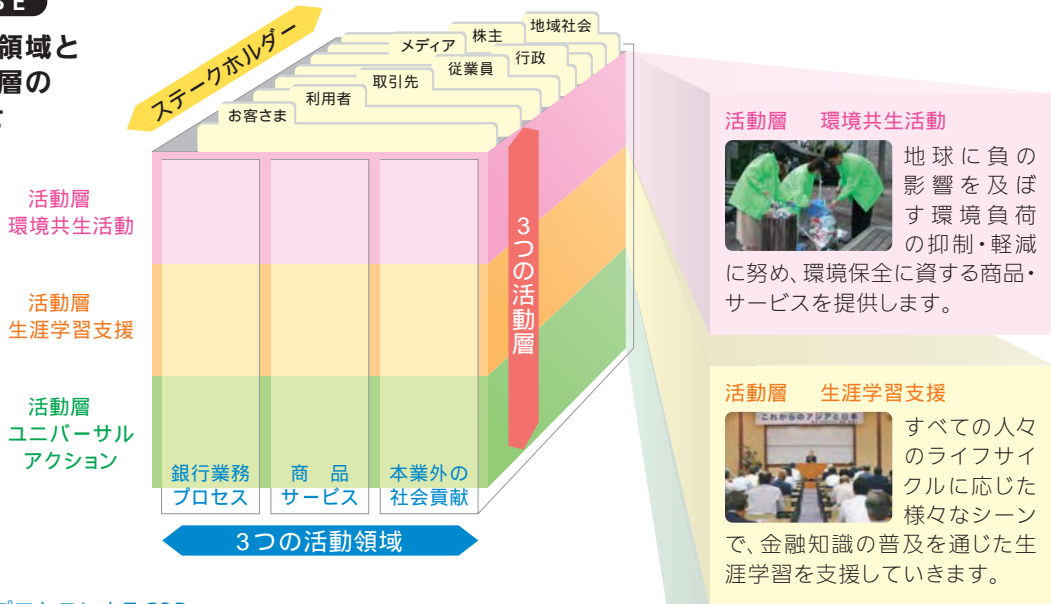 領域と
層の
ステークホルダー
地域社会
株主
メディア
行政
従業員
取引先
利用者
お客さま
活動層
環境共生活動
活動層
生涯学習支援
活動層
ユニバーサル
アクション
3つの活動層
銀行業務
プロセス
商 品
サービス
本業外の
社会貢献
3つの活動領域
活動層 環境共生活動
地球に負の
影響を及ぼ
す環境負荷
の抑制・軽減
に努め、環境保全に資する商品・
サービスを提供します。
活動層 生涯学習支援
これからのアジアと日本
すべての人々
のライフサイ
クルに応じた
様々なシーン
で、金融知識の普及を通じた生
涯学習を支援していきます。